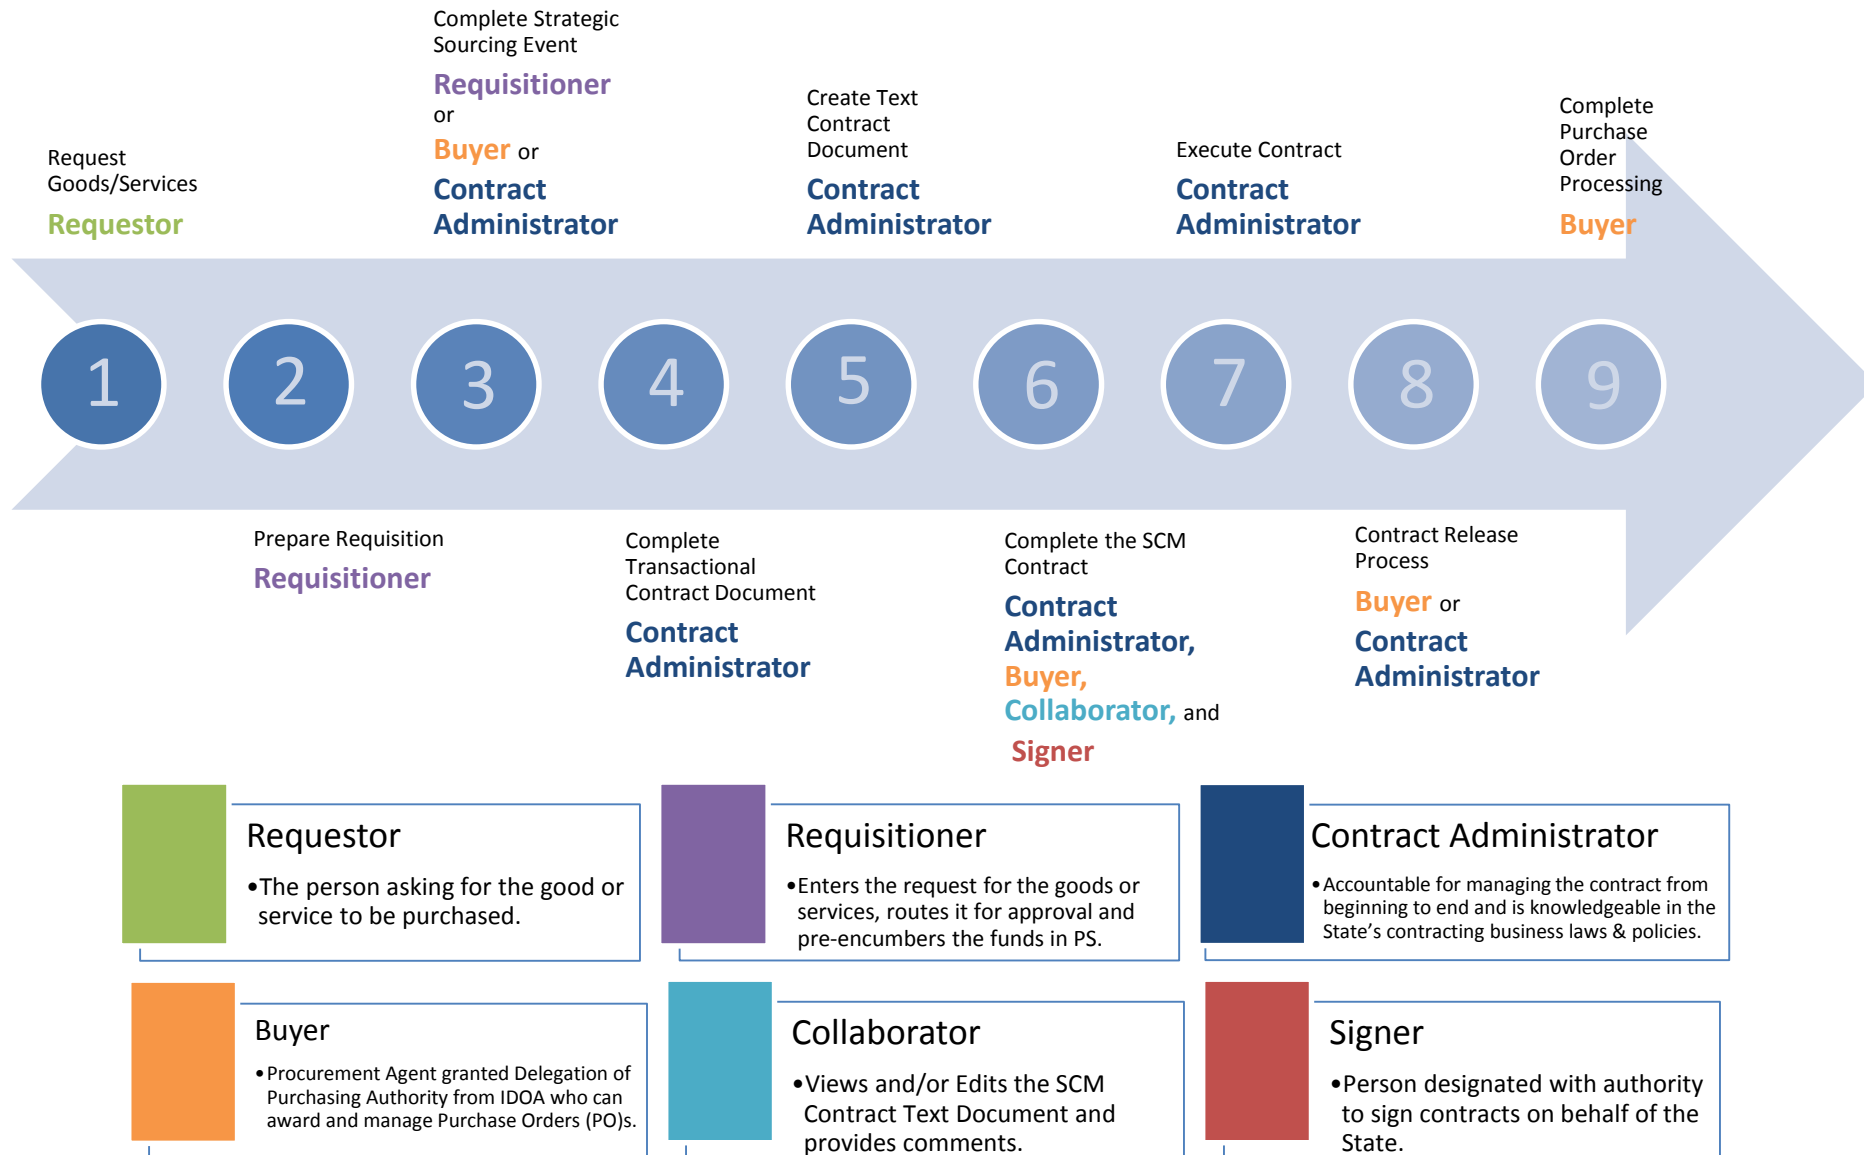 Request
Goods/Services
Requestor
Complete Strategic
Sourcing Event
Requisitioner
or
Buyer or
Contract
Administrator
Create Text
Contract
Document
Contract
Administrator
Execute Contract
Contract
Administrator
Complete
Purchase
Order
Processing
Buyer
1
2
3
4
5
6
7
8
9
Prepare Requisition
Requisitioner
Complete
Transactional
Contract Document
Contract
Administrator
Complete the SCM
Contract
Contract
Administrator,
Buyer,
Collaborator, and
Signer
Contract Release
Process
Buyer or
Contract
Administrator
Requestor
•The person asking for the good or
service to be purchased.
Requisitioner
•Enters the request for the goods or
services, routes it for approval and
pre-encumbers the funds in PS.
Contract Administrator
•Accountable for managing the contract from
beginning to end and is knowledgeable in the
State's contracting business laws & policies.
Buyer
•Procurement Agent granted Delegation of
Purchasing Authority from IDOA who can
award and manage Purchase Orders (PO)s.
Collaborator
•Views and/or Edits the SCM
Contract Text Document and
provides comments.
Signer
•Person designated with authority
to sign contracts on behalf of the
State.